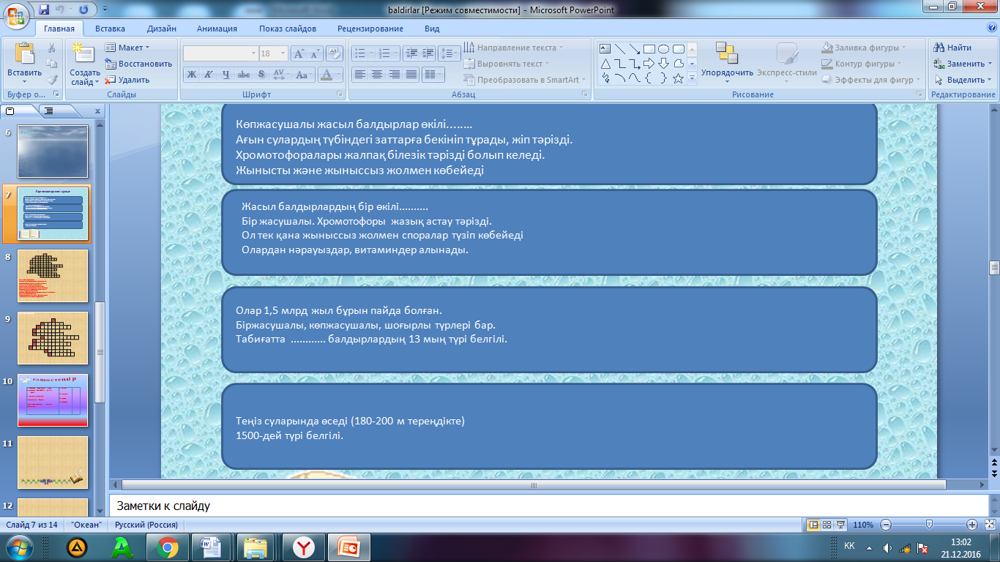 baldirlar [Режим совместимости] - Microsoft PowerPoint
Главная Вставка Дизайн Анимация Показ слайдов Рецензирование Вид
Вставить
Буфер о...
Создать слайд
Макет
Восстановить
Удалить
Слайды
18
Ж К Ч abc S AV Aa A
Шрифт
Направление текста
Выровнять текст
Преобразовать в SmartArt
Абзац
Упорядочить
Экспресс-стили
Заливка фигуры
Контур фигуры
Эффекты для фигур
Рисование
Найти
Заменить
Выделить
Редактирование
6
7
8
9
10
11
12
Көпжасушалы жасыл балдырлар өкілі........
Ағын сулардың түбіндегі заттарға бекініп тұрады, жіп тәрізді.
Хромотофоралары жалпақ білезік тәрізді болып келеді.
Жынысты және жыныссыз жолмен көбейеді
Жасыл балдырлардың бір өкілі..........
Бір жасушалы. Хромотофоры жазық астау тәрізді.
Ол тек қана жыныссыз жолмен споралар түзіп көбейеді
Олардан нәрауыздар, витаминдер алынады.
Олар 1,5 млрд жыл бұрын пайда болған.
Біржасушалы, көпжасушалы, шоғырлы түрлері бар.
Табиғатта ............ балдырлардың 13 мың түрі белгілі.
Теңіз суларында өседі (180-200 м тереңдікте)
1500-дей түрі белгілі.
Заметки к слайду
Слайд 7 из 14 "Океан" Русский (Россия) 110%
KK 13:02
21.12.2016